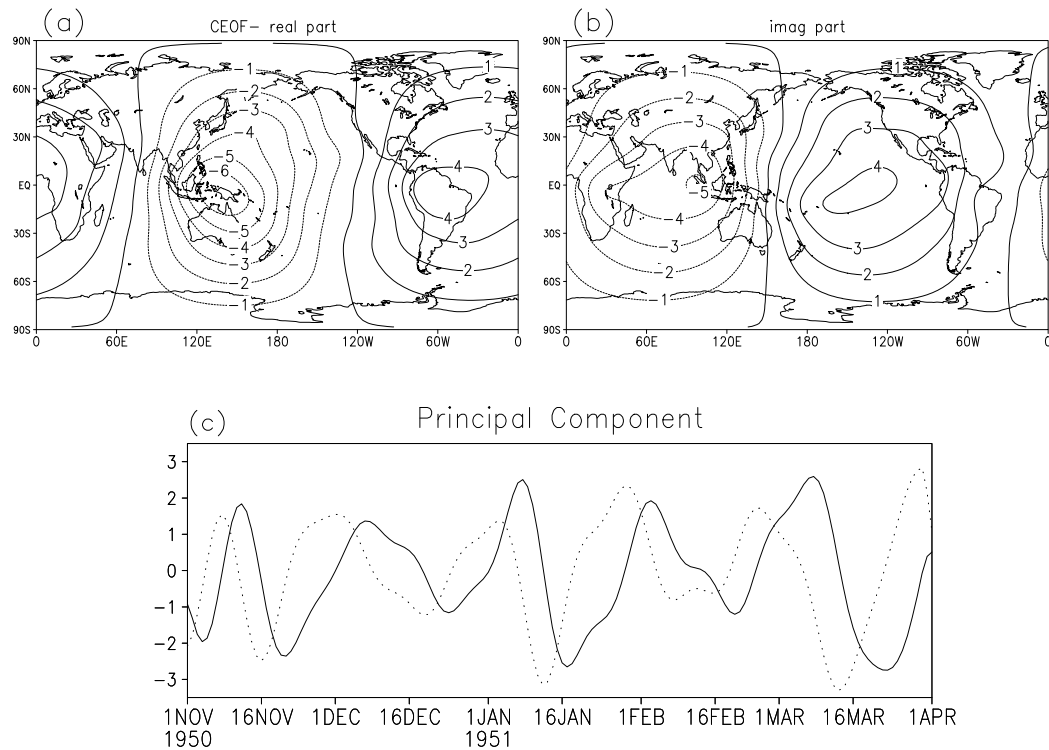 (a)
CEOF- real part
90N
60N
30N
EQ
30S
60S
90S
0 60E 120E 180 120W 60W 0
-1
-2
-3
-4
-5
-6
-5
-4
-3
-2
-1
1
2
3
4
4
3
2
1
(b)
imag part
90N
60N
30N
EQ
30S
60S
90S
0 60E 120E 180 120W 60W 0
-1
-2
-3
-4
-5
-4
-3
-2
-1
1
2
3
4
3
2
1
(c)
Principal Component
3
2
1
0
-1
-2
-3
1NOV 16NOV 1DEC 16DEC 1JAN 16JAN 1FEB 16FEB 1MAR 16MAR 1APR
1950 1951